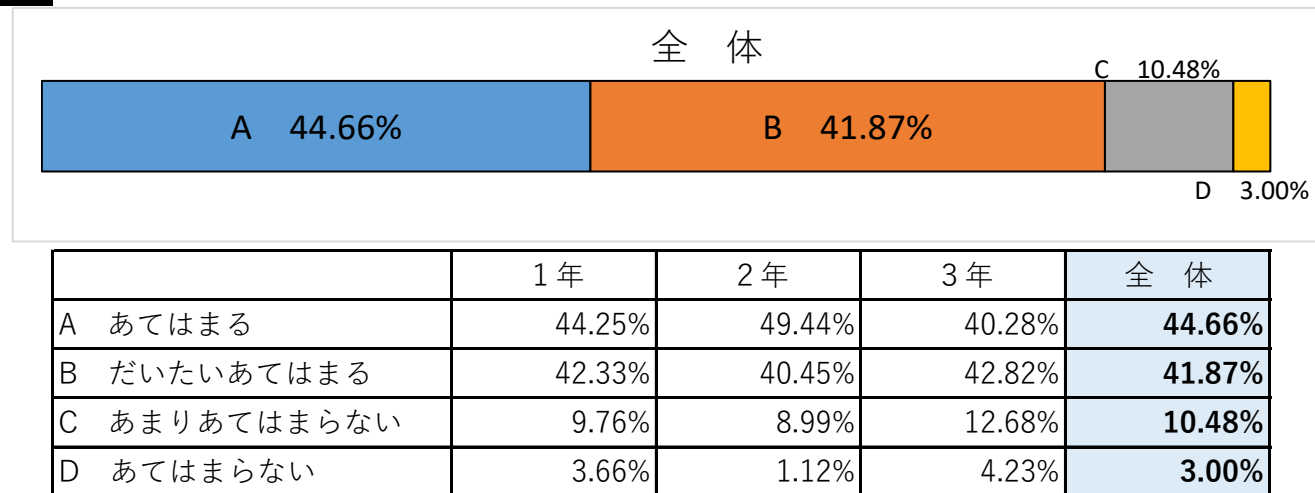 全　体
C　10.48%
A　44.66%
B　41.87%
D　3.00%
1年　2年　3年　全　体
A　あてはまる　44.25%　49.44%　40.28%　44.66%
B　だいたいあてはまる　42.33%　40.45%　42.82%　41.87%
C　あまりあてはまらない　9.76%　8.99%　12.68%　10.48%
D　あてはまらない　3.66%　1.12%　4.23%　3.00%